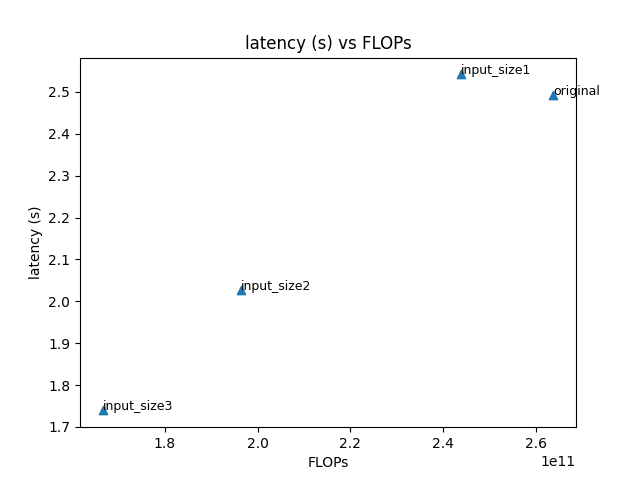 latency (s) vs FLOPs
input_size1
original
input_size2
input_size3
latency (s)
2.5
2.4
2.3
2.2
2.1
2.0
1.9
1.8
1.7
1.8 2.0 2.2 2.4 2.6
1e11
FLOPs